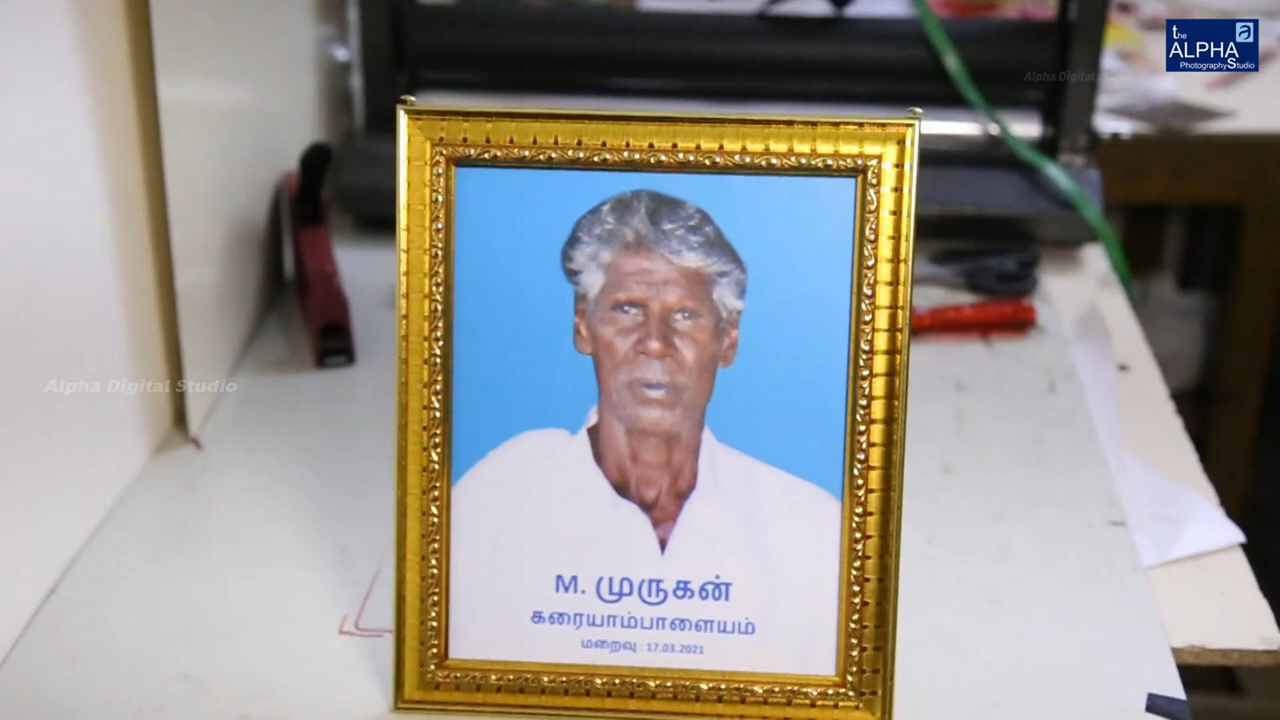 the
ALPHA
Photography Studio
Alpha Digital
Alpha Digital Studio
M. முருகன்
கரையாம்பாளையம்
மறைவு : 17.03.2021